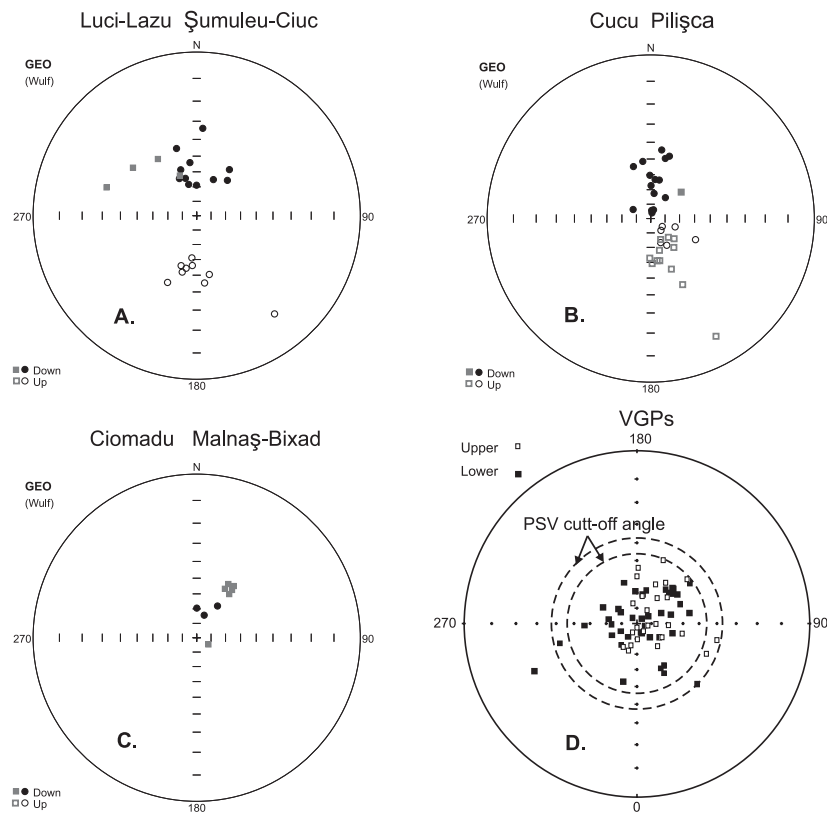 Luci-Lazu Şumuleu-Ciuc
N
GEO
(Wulf)
270
90
A.
Down
Up
180
Cucu Pilişca
N
GEO
(Wulf)
270
90
B.
Down
Up
180
Ciomadu Malnaş-Bixad
N
GEO
(Wulf)
270
90
C.
Down
Up
180
VGPs
180
Upper
Lower
PSV cutt-off angle
270
90
D.
0